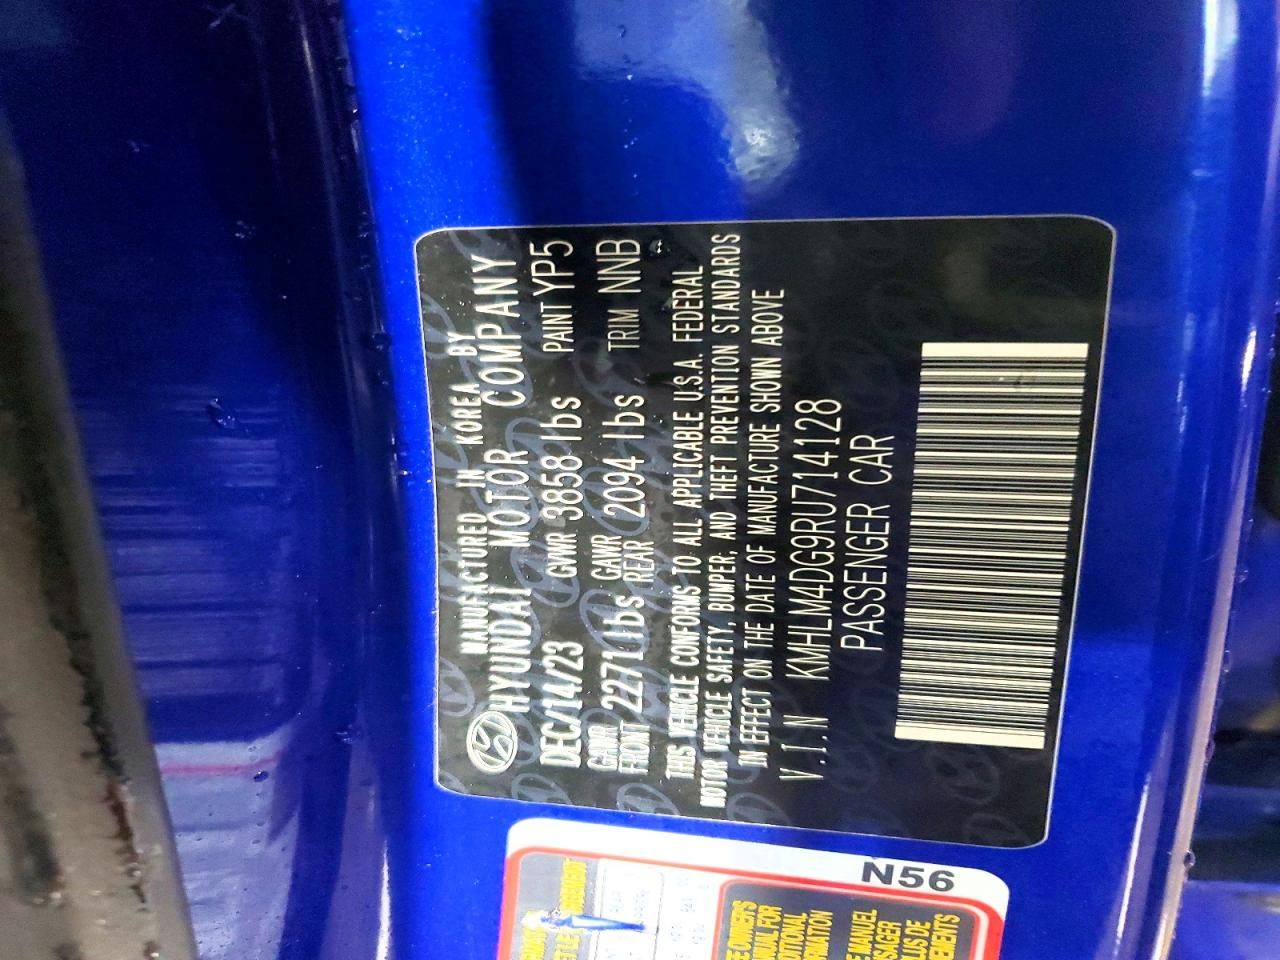 MANUFACTURED IN KOREA BY
HYUNDAI MOTOR COMPANY
DEC/14/23 GVWR 3858 lbs PAINT YP5
GAWR FRONT 2271 lbs GAWR REAR 2094 lbs TRIM NNB
THIS VEHICLE CONFORMS TO ALL APPLICABLE U.S.A. FEDERAL
MOTOR VEHICLE SAFETY, BUMPER, AND THEFT PREVENTION STANDARDS
IN EFFECT ON THE DATE OF MANUFACTURE SHOWN ABOVE
V.I.N KMHLM4DG9RU714128
PASSENGER CAR
N56